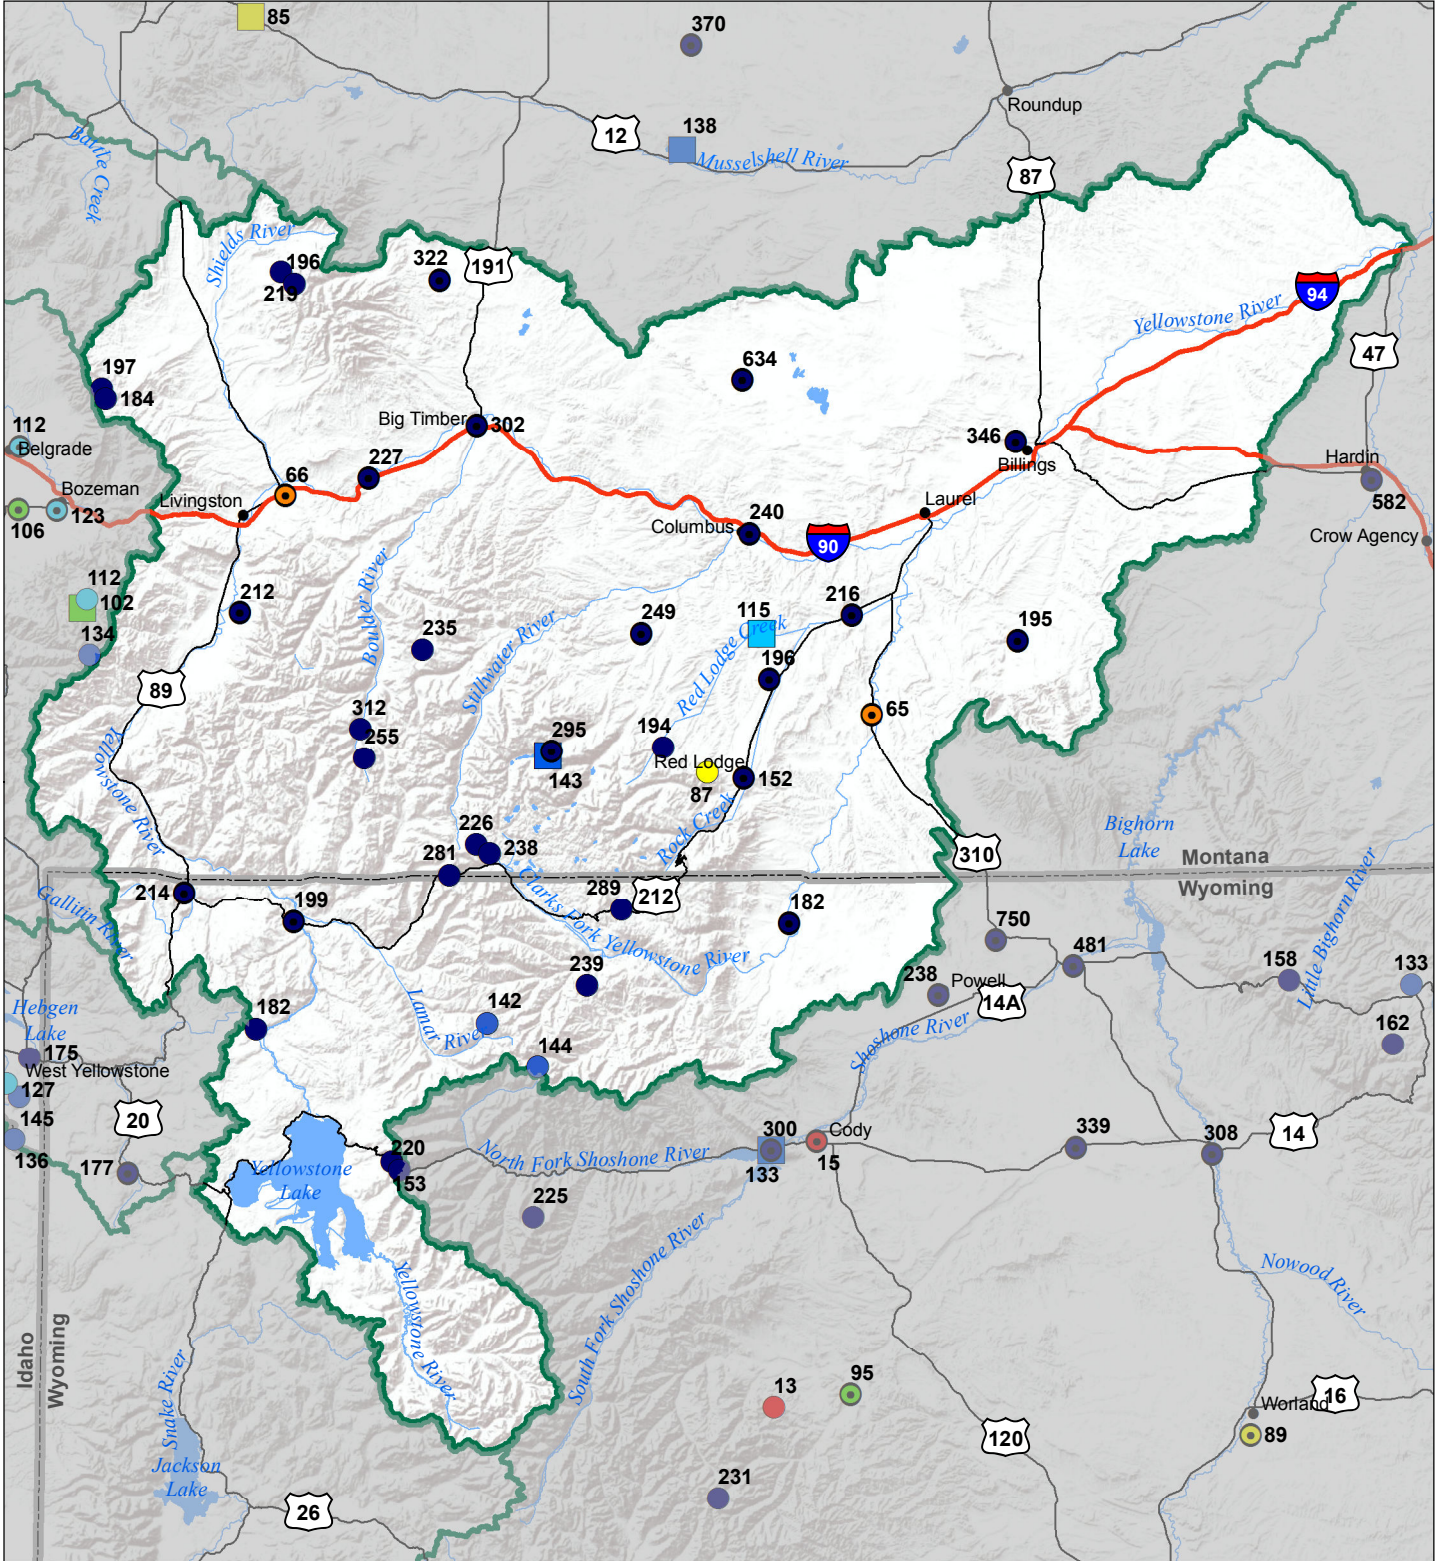 85
370
Roundup
12
138
Musselshell River
Battle Creek
87
Shields River
196
219
322
191
94
Yellowstone River
47
634
197
184
Big Timber
302
112
Belgrade
346
Billings
Hardin
582
227
66
Bozeman
123
106
Livingston
Laurel
240
Columbus
90
Crow Agency
112
102
134
212
Boulder River
235
Stillwater River
249
115
Red Lodge Creek
216
195
196
89
65
312
255
295
143
194
Red Lodge
87
152
Yellowstone River
Rock Creek
226
238
281
Bighorn
Lake
310
Montana
Wyoming
214
199
289
212
182
Clarks Fork Yellowstone River
Gallitin River
750
481
158
133
Little Bighorn River
239
238
Powell
14A
Hebgen
Lake
182
Lamar River
142
144
Shoshone River
162
175
West Yellowstone
127
145
136
20
177
220
153
Yellowstone
Lake
North Fork Shoshone River
300
133
Cody
15
339
308
14
225
South Fork Shoshone River
Nowood River
Yellowstone River
Idaho
Wyoming
Snake River
Jackson
Lake
13
95
16
Worland
89
120
231
26